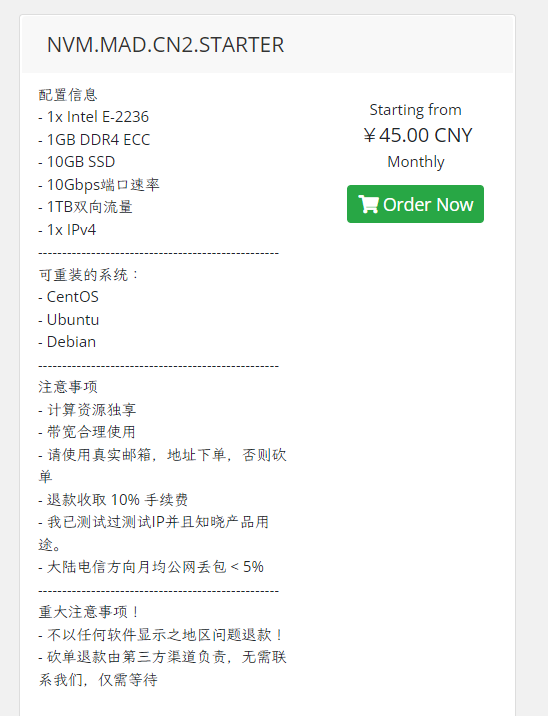 NVM.MAD.CN2.STARTER
配置信息
- 1x Intel E-2236
- 1GB DDR4 ECC
- 10GB SSD
- 10Gbps端口速率
- 1TB双向流量
- 1x IPv4
--------------------------------------------------
可重装的系统：
- CentOS
- Ubuntu
- Debian
--------------------------------------------------
注意事项
- 计算资源独享
- 带宽合理使用
- 请使用真实邮箱，地址下单，否则砍
单
- 退款收取 10% 手续费
- 我已测试过测试IP并且知晓产品用
途。
- 大陆电信方向月均公网丢包 < 5%
--------------------------------------------------
重大注意事项！
- 不以任何软件显示之地区问题退款！
- 砍单退款由第三方渠道负责，无需联
系我们，仅需等待
Starting from
￥45.00 CNY
Monthly
Order Now